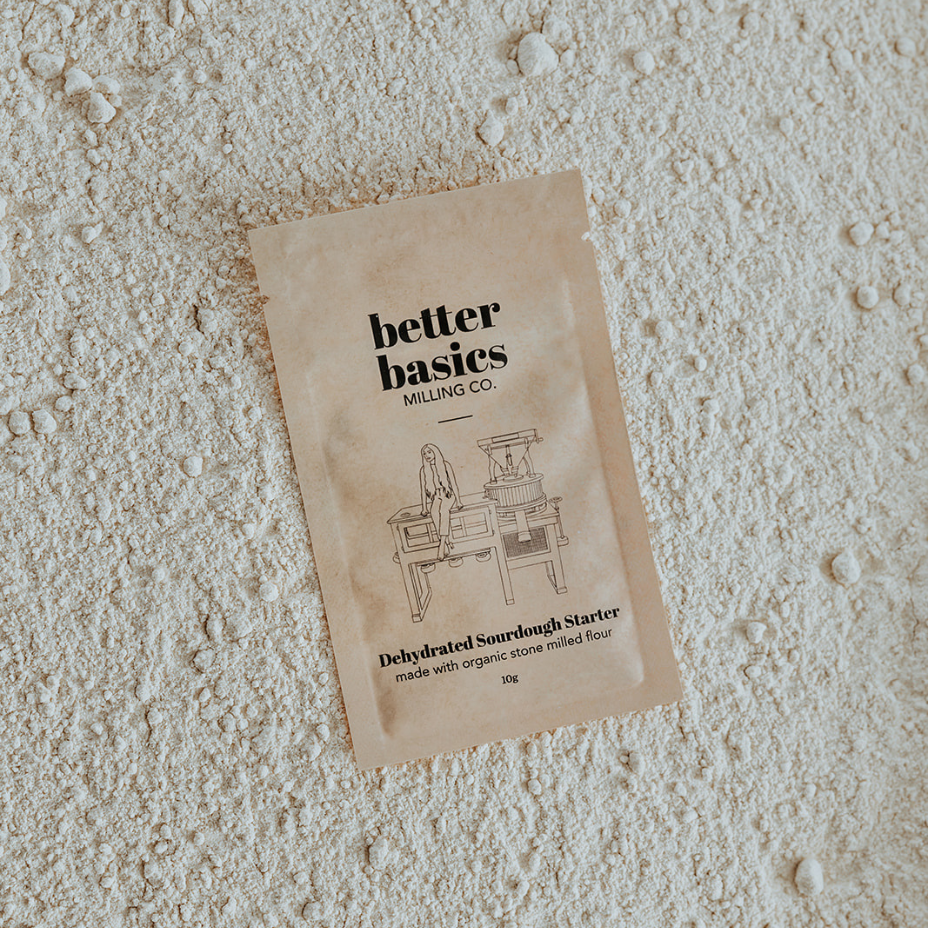 better
basics
MILLING CO.
Dehydrated Sourdough Starter
made with organic stone milled flour
10g